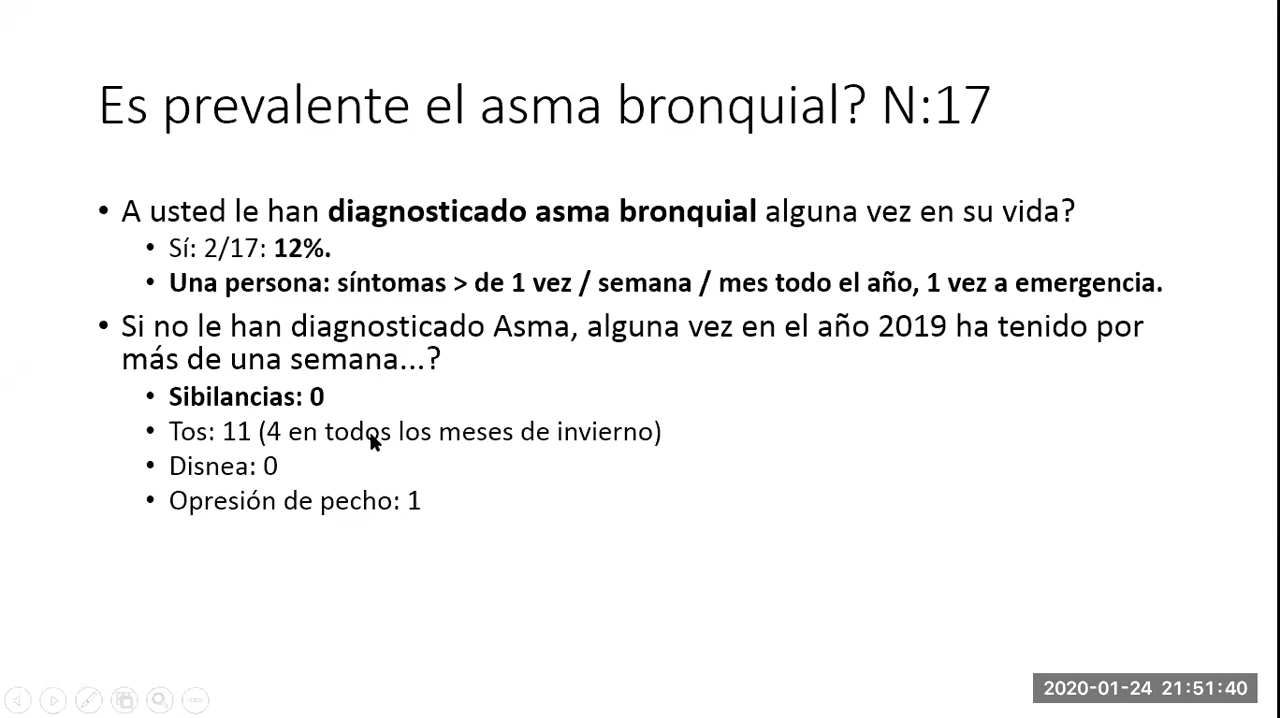 Es prevalente el asma bronquial? N:17
• A usted le han diagnosticado asma bronquial alguna vez en su vida?
• Sí: 2/17: 12%.
• Una persona: síntomas > de 1 vez / semana / mes todo el año, 1 vez a emergencia.
• Si no le han diagnosticado Asma, alguna vez en el año 2019 ha tenido por
más de una semana...?
• Sibilancias: 0
• Tos: 11 (4 en todos los meses de invierno)
• Disnea: 0
• Opresión de pecho: 1
2020-01-24 21:51:40